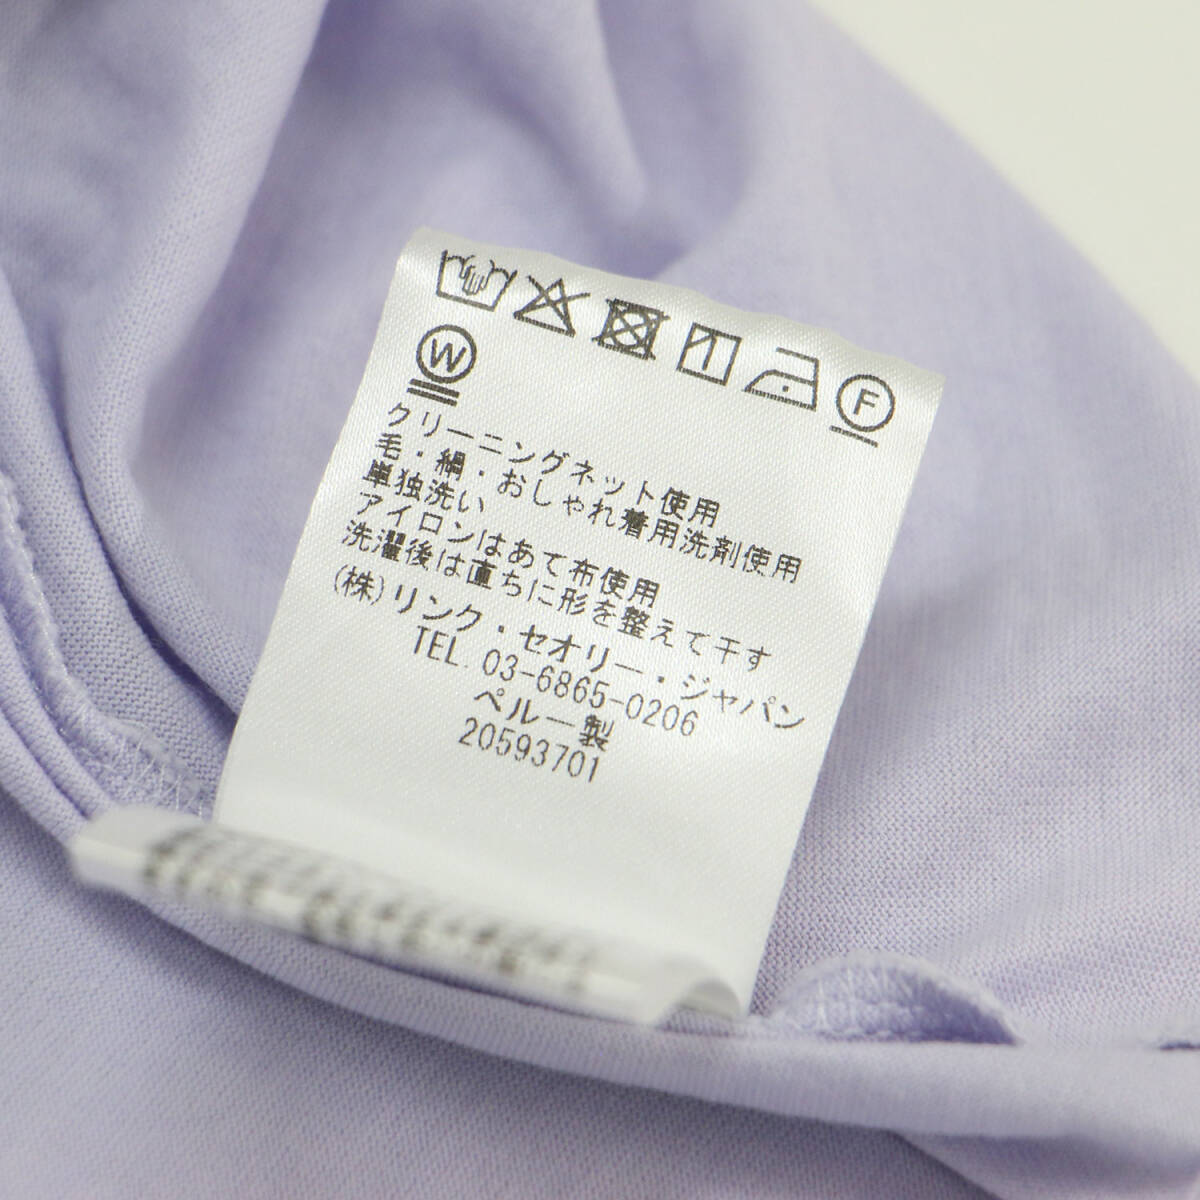 F
W
クリーニングネット使用
毛・絹・おしゃれ着用洗剤使用
単独洗い
アイロンはあて布使用
洗濯後は直ちに形を整えて干す
(株)リンク・セオリー・ジャパン
TEL. 03-6865-0206
ペルー製
20593701